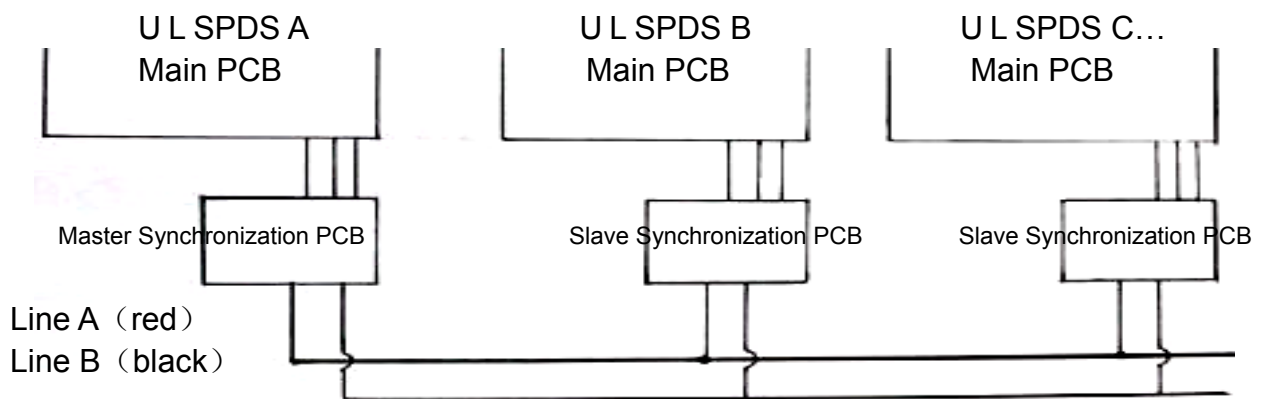 U L SPDS A
Main PCB
U L SPDS B
Main PCB
U L SPDS C…
Main PCB
Master Synchronization PCB
Slave Synchronization PCB
Slave Synchronization PCB
Line A（red）
Line B（black）